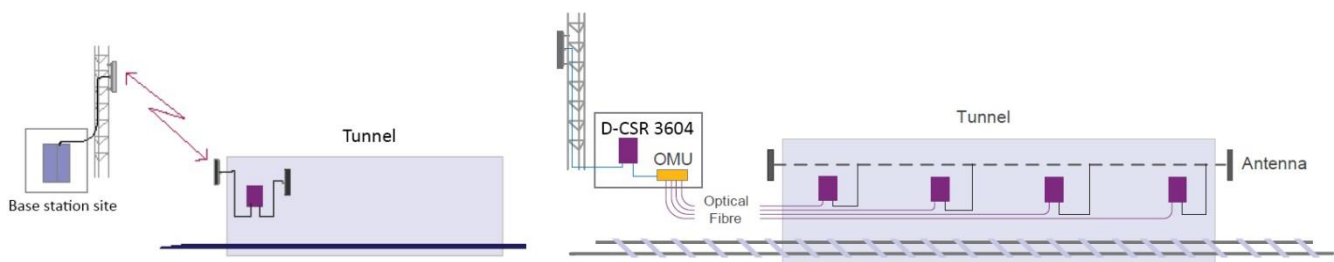 Tunnel
Base station site
D-CSR 3604
OMU
Optical
Fibre
Tunnel
Antenna